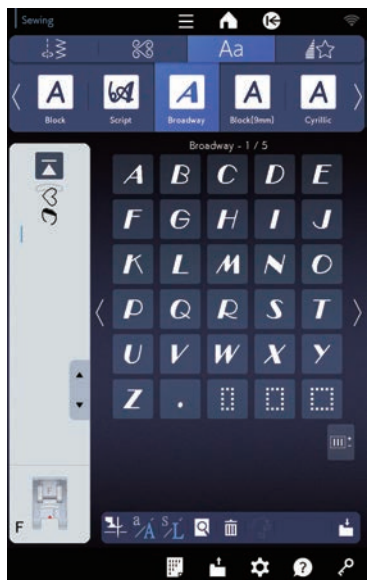 Sewing
Aa
A A A A A
Block Script Broadway Block(9mm) Cyrillic
Broadway - 1 / 5
A B C D E
F G H I J
K L M N O
P Q R S T
U V W X Y
Z .
F a/A S/L
?